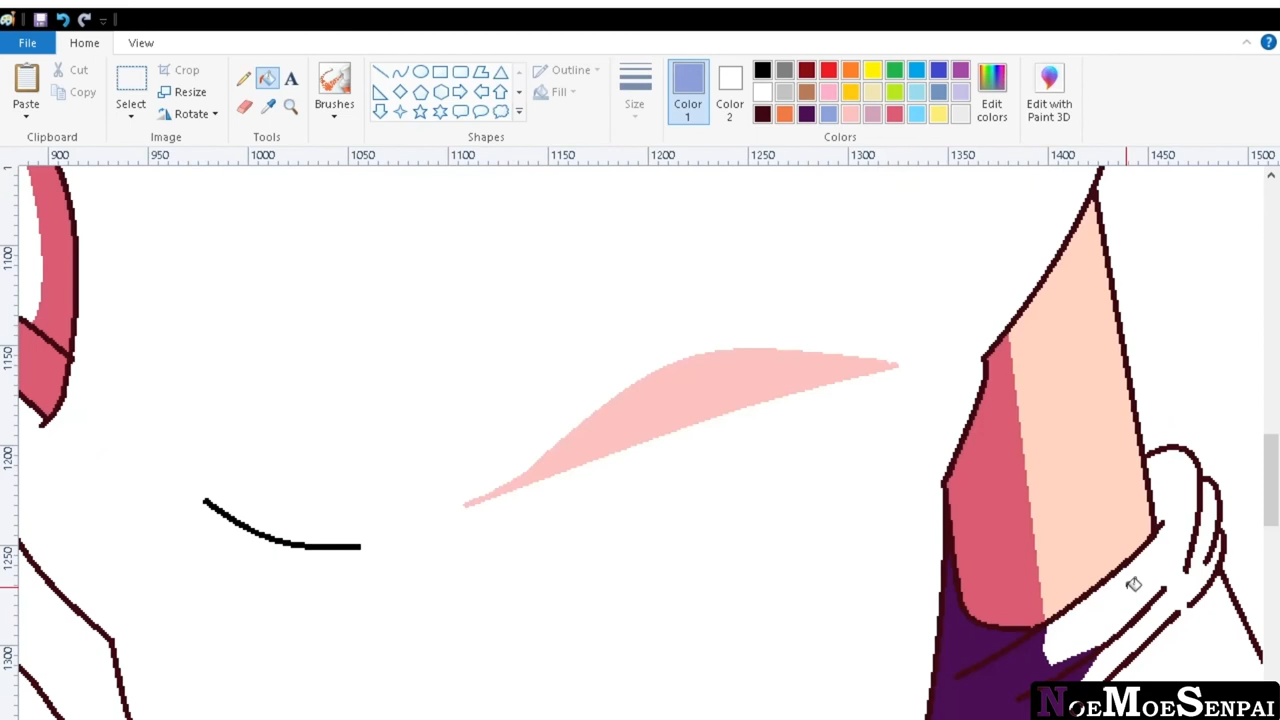 File Home View
Paste
Cut
Copy
Clipboard
Select
Crop
Resize
Rotate
Image
Tools
Brushes
Shapes
Outline
Fill
Size
Color 1
Color 2
Edit colors
Edit with Paint 3D
Colors
900 950 1000 1050 1100 1150 1200 1250 1300 1350 1400 1450 1500
1100
1150
1200
1250
1300
NOEMOESENPAI